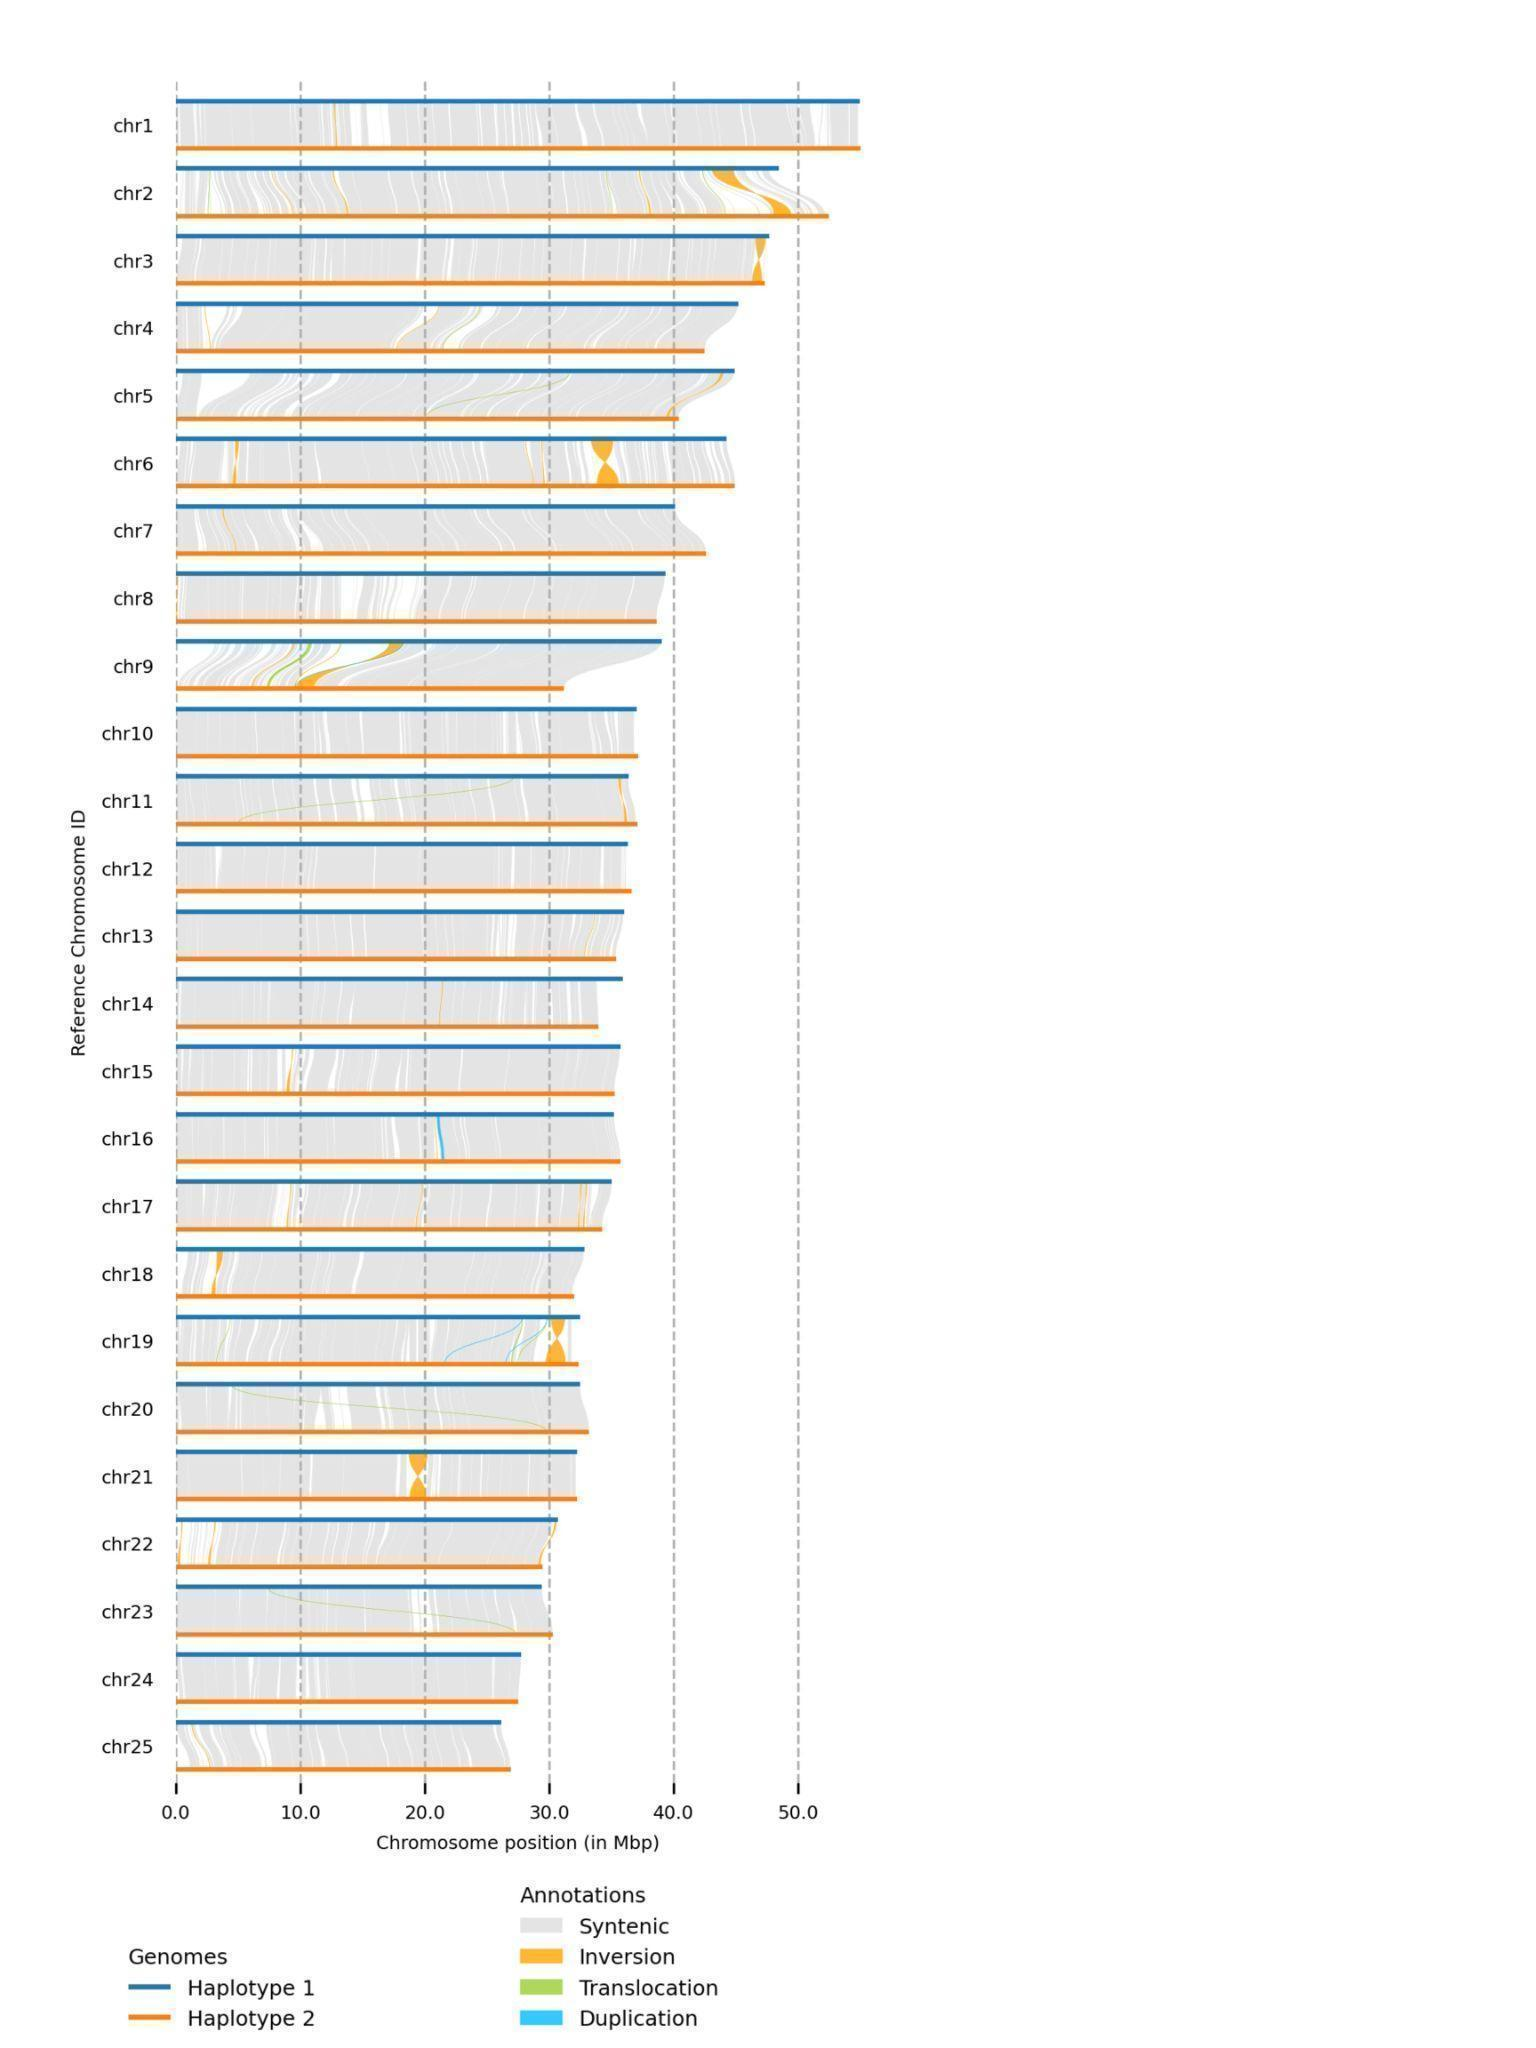 chr1
chr2
chr3
chr4
chr5
chr6
chr7
chr8
chr9
chr10
chr11
chr12
chr13
chr14
chr15
chr16
chr17
chr18
chr19
chr20
chr21
chr22
chr23
chr24
chr25
Reference Chromosome ID
0.0 10.0 20.0 30.0 40.0 50.0
Chromosome position (in Mbp)
Genomes
Haplotype 1
Haplotype 2
Annotations
Syntenic
Inversion
Translocation
Duplication